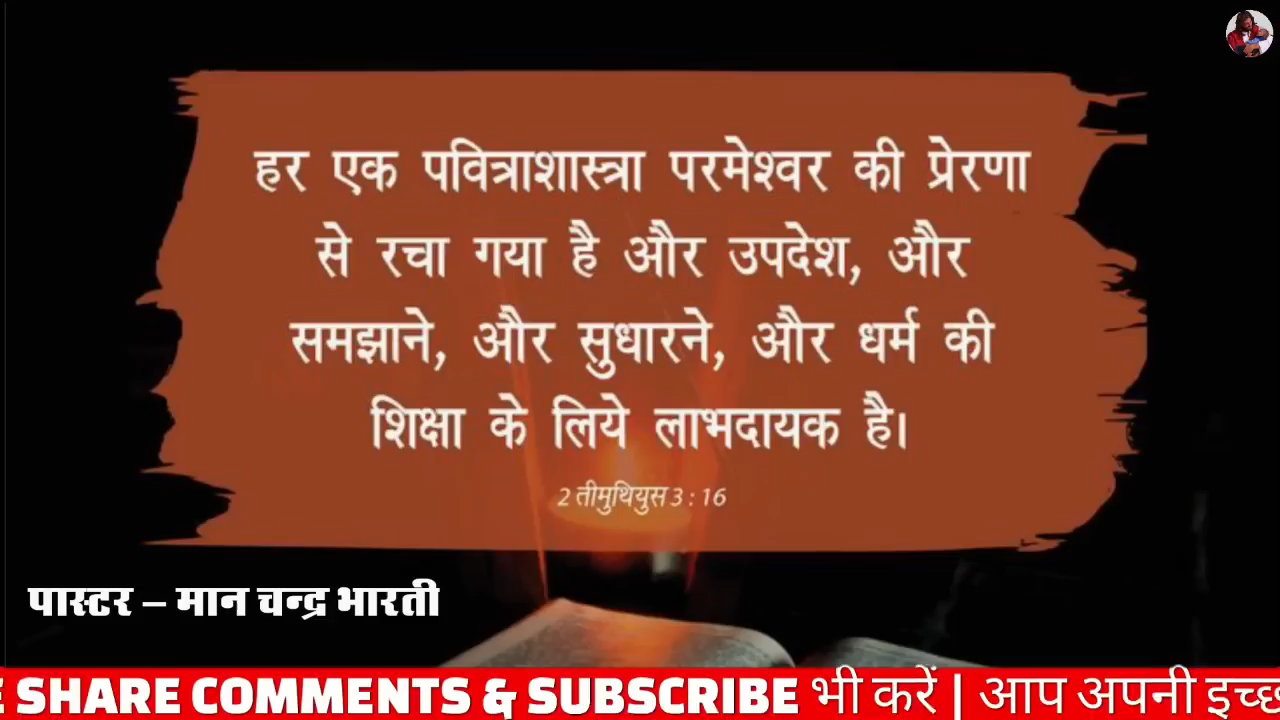 हर एक पवित्राशास्त्रा परमेश्वर की प्रेरणा
से रचा गया है और उपदेश, और
समझाने, और सुधारने, और धर्म की
शिक्षा के लिये लाभदायक है।
2 तीमुथियुस 3 : 16
पास्टर – मान चन्द्र भारती
SHARE COMMENTS & SUBSCRIBE भी करें | आप अपनी